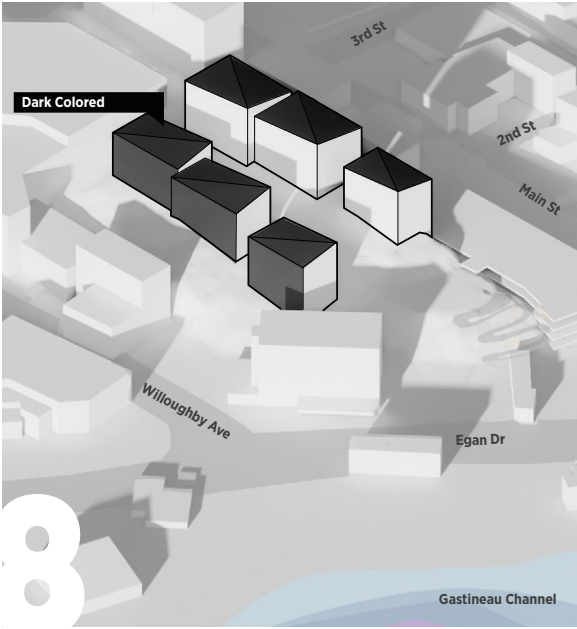 3rd St
Dark Colored
2nd St
Main St
Willoughby Ave
Egan Dr
8
Gastineau Channel